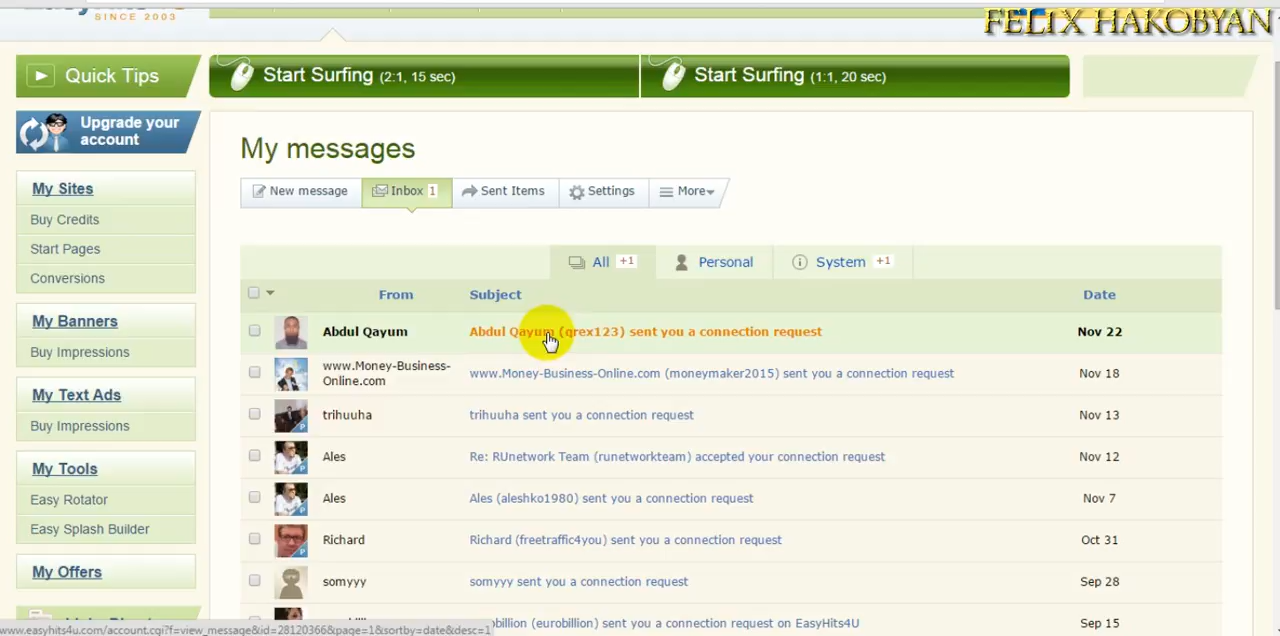 SINCE 2003
FELIX HAKOBYAN
Quick Tips
Start Surfing (2:1, 15 sec)
Start Surfing (1:1, 20 sec)
Upgrade your
account
My messages
New message
Inbox 1
Sent Items
Settings
More
My Sites
Buy Credits
Start Pages
Conversions
My Banners
Buy Impressions
My Text Ads
Buy Impressions
My Tools
Easy Rotator
Easy Splash Builder
My Offers
All +1
Personal
System +1
From Subject Date
Abdul Qayum Abdul Qayum (qrex123) sent you a connection request Nov 22
www.Money-Business-
Online.com www.Money-Business-Online.com (moneymaker2015) sent you a connection request Nov 18
trihuuha trihuuha sent you a connection request Nov 13
Ales Re: RUnetwork Team (runetworkteam) accepted your connection request Nov 12
Ales Ales (aleshko1980) sent you a connection request Nov 7
Richard Richard (freetraffic4you) sent you a connection request Oct 31
somyyy somyyy sent you a connection request Sep 28
(eurobillion) sent you a connection request on EasyHits4U Sep 15
www.easyhits4u.com/account.cgi?f=view_message&id=28120366&page=1&sortby=date&desc=1